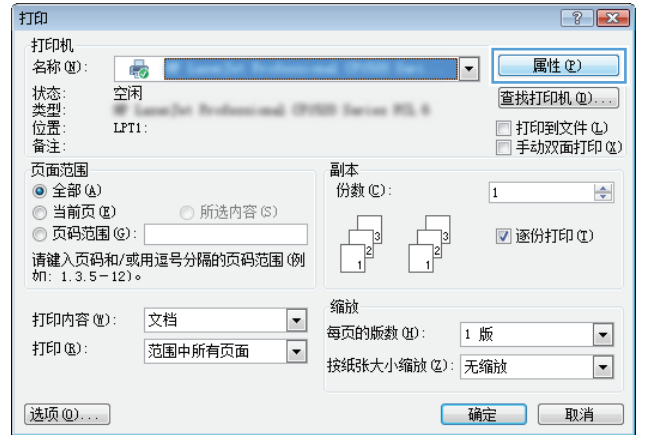 打印
打印机
名称(N):
属性(P)
状态: 空闲
查找打印机(D)...
类型:
位置: LPT1:
打印到文件(L)
备注:
手动双面打印(X)
页面范围
全部(A)
当前页(E) 所选内容(S)
页码范围(G):
请键入页码和/或用逗号分隔的页码范围(例
如: 1.3.5-12)。
副本
份数(C): 1
3 3
2 2
1 1
逐份打印(T)
打印内容(W): 文档
打印(R): 范围中所有页面
缩放
每页的版数(H): 1 版
按纸张大小缩放(Z): 无缩放
选项(O)...
确定
取消